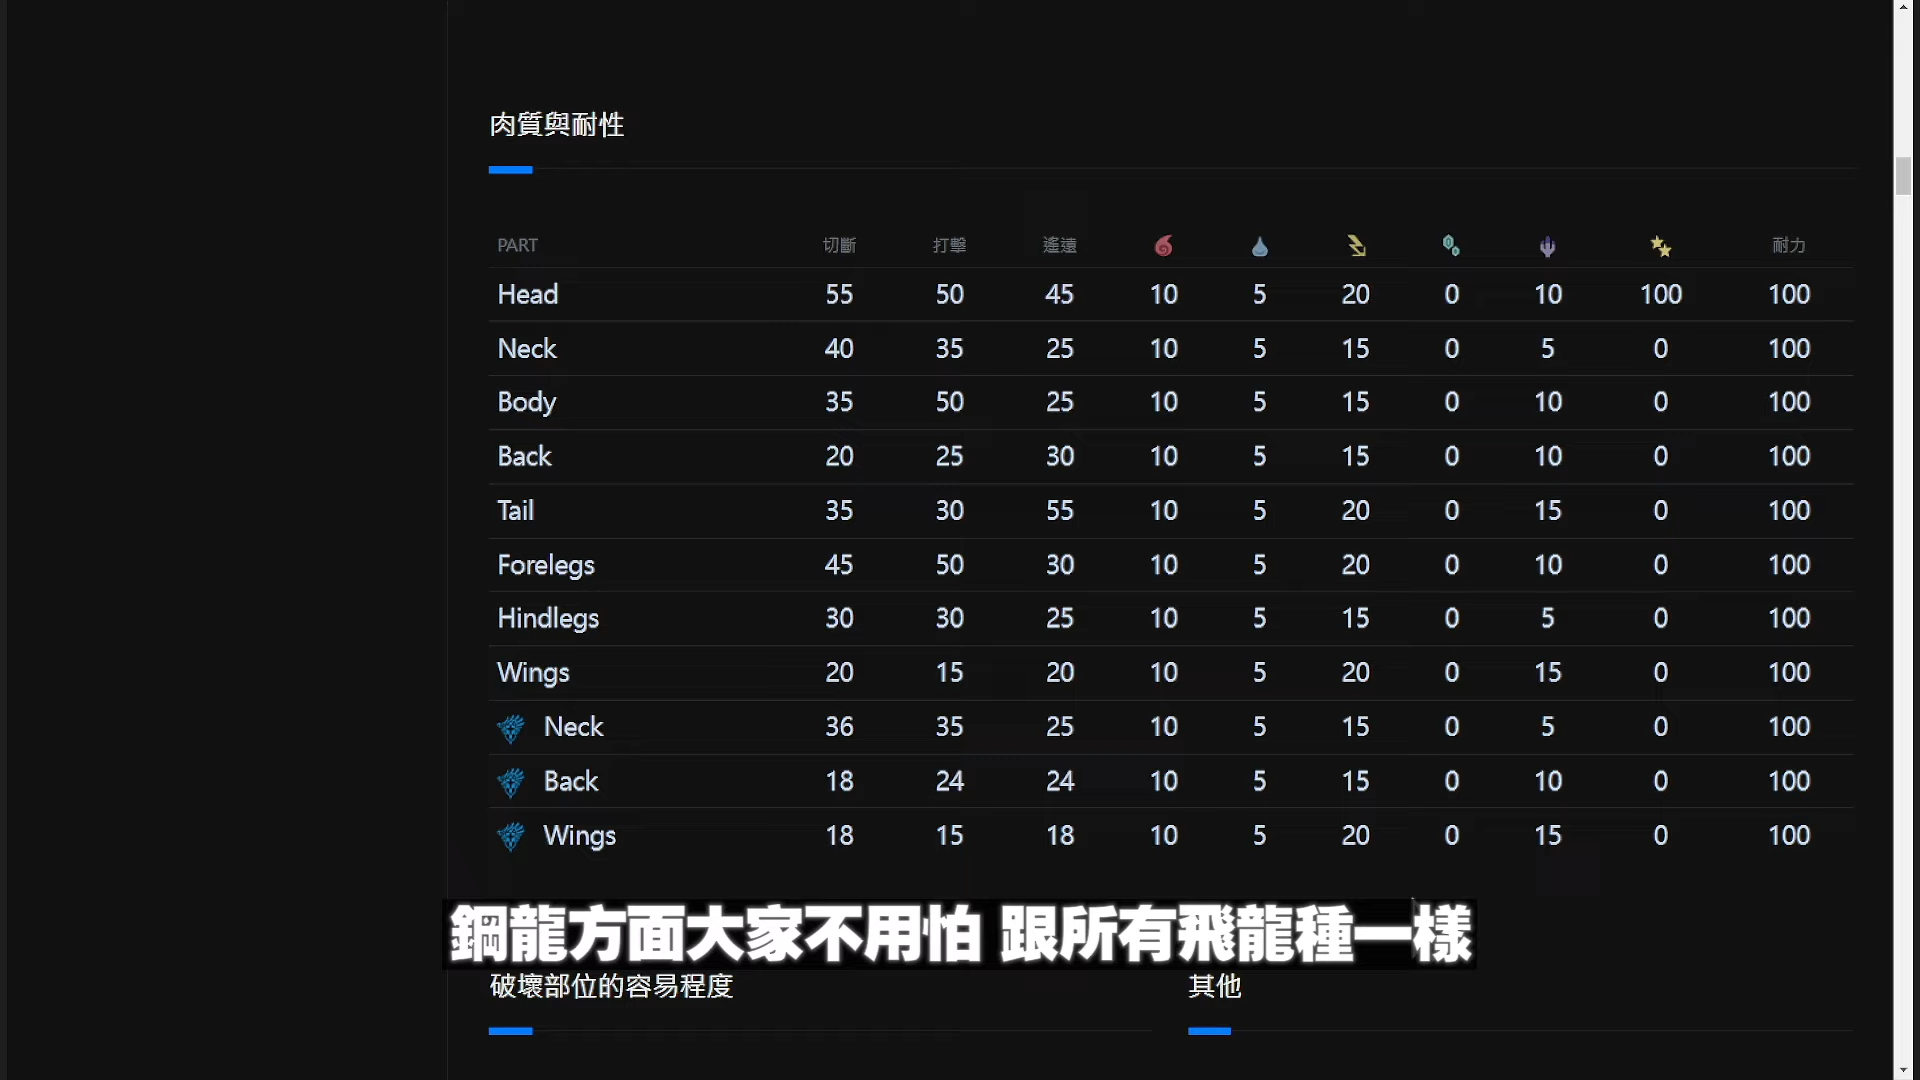 肉質與耐性
PART 切斷 打擊 遙遠 耐力
Head 55 50 45 10 5 20 0 10 100 100
Neck 40 35 25 10 5 15 0 5 0 100
Body 35 50 25 10 5 15 0 10 0 100
Back 20 25 30 10 5 15 0 10 0 100
Tail 35 30 55 10 5 20 0 15 0 100
Forelegs 45 50 30 10 5 20 0 10 0 100
Hindlegs 30 30 25 10 5 15 0 5 0 100
Wings 20 15 20 10 5 20 0 15 0 100
Neck 36 35 25 10 5 15 0 5 0 100
Back 18 24 24 10 5 15 0 10 0 100
Wings 18 15 18 10 5 20 0 15 0 100
鋼龍方面大家不用怕 跟所有飛龍種一樣
破壞部位的容易程度 其他